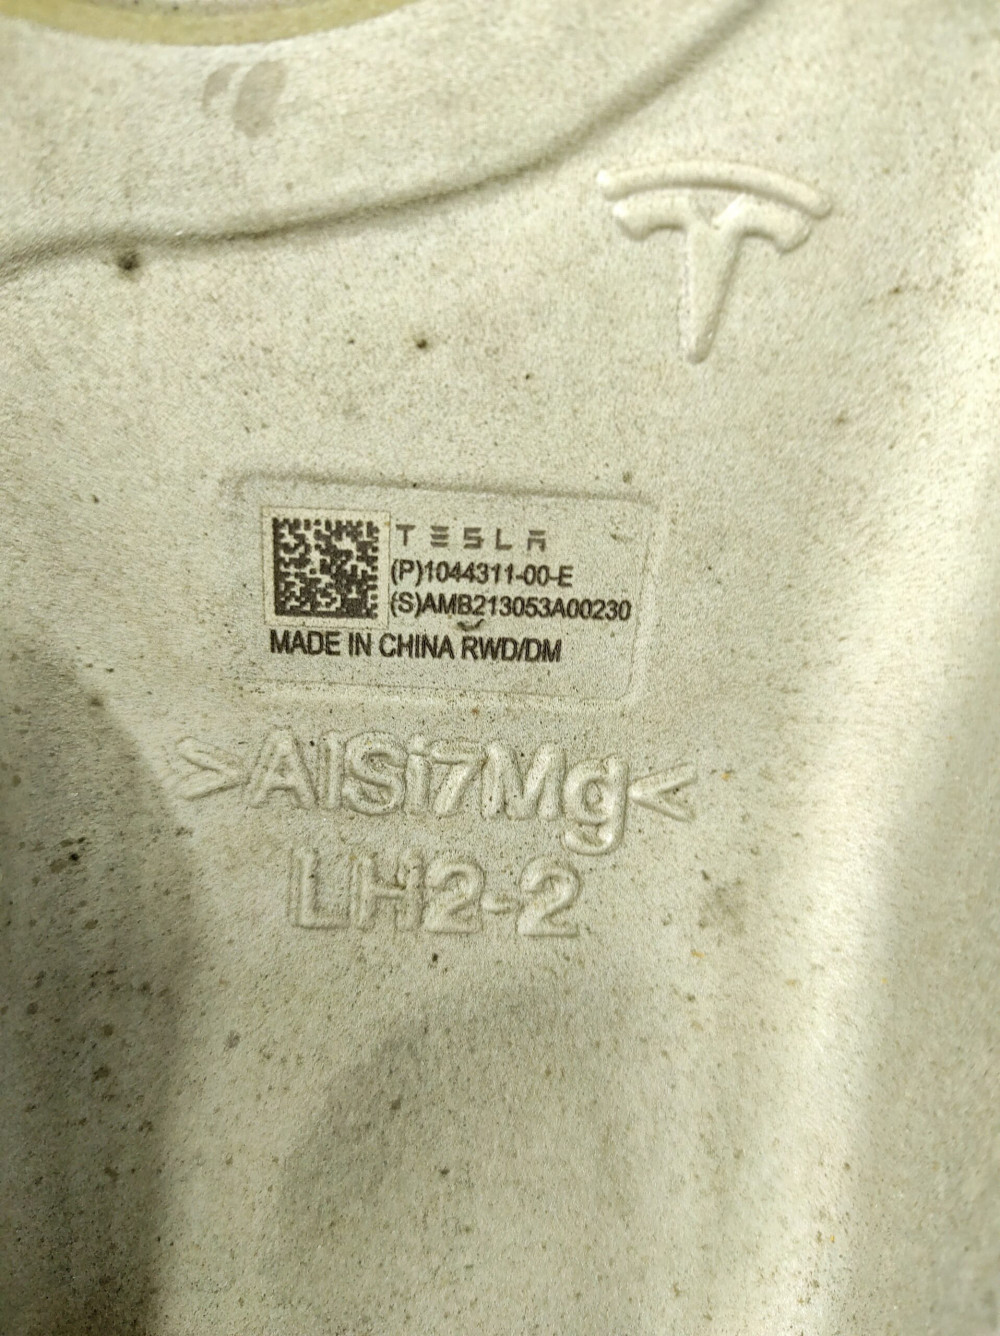 TESLA
(P)1044311-00-E
(S)AMB213053A00230
MADE IN CHINA RWD/DM
>AlSi7Mg<
LH2-2